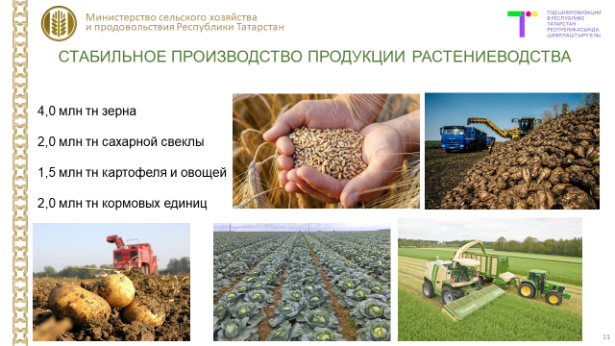 Министерство сельского хозяйства
и продовольствия Республики Татарстан
ГОД ЦИФРОВИЗАЦИИ
В РЕСПУБЛИКЕ
ТАТАРСТАН
РЕСПУБЛИКАСЫНДА
ЦИФРЛАШТЫРУ ЕЛЫ
СТАБИЛЬНОЕ ПРОИЗВОДСТВО ПРОДУКЦИИ РАСТЕНИЕВОДСТВА
4,0 млн тн зерна
2,0 млн тн сахарной свеклы
1,5 млн тн картофеля и овощей
2,0 млн тн кормовых единиц
11